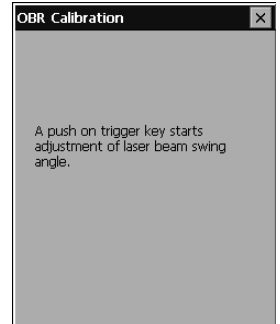 OBR Calibration
A push on trigger key starts
adjustment of laser beam swing
angle.